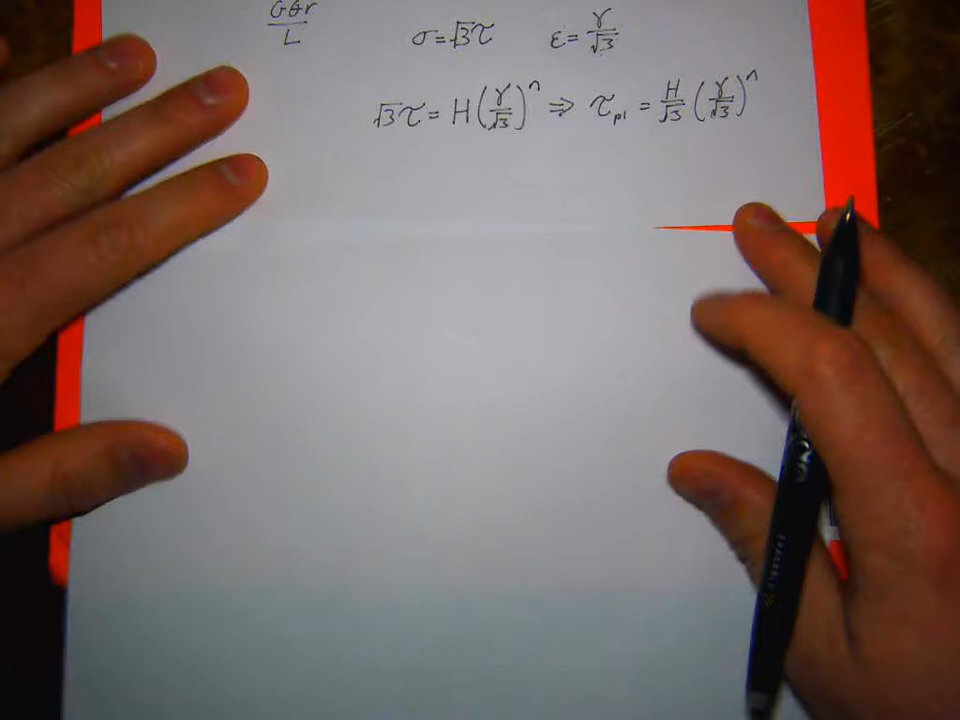 GΘr/L
σ=√3τ ε=γ/√3
√3τ = H(γ/√3)^n ⇒ τ_pl = H/√3 (γ/√3)^n